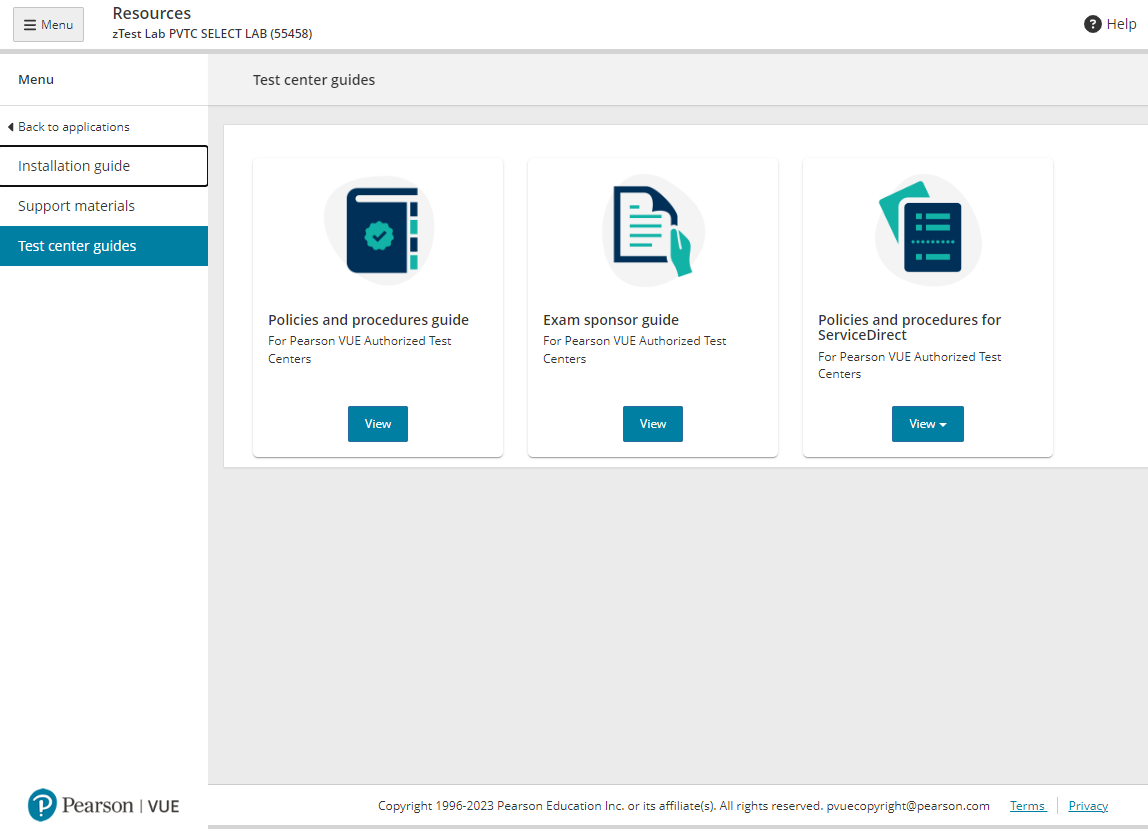 Menu
Resources
zTest Lab PVTC SELECT LAB (55458)
? Help
Menu
Back to applications
Installation guide
Support materials
Test center guides
Test center guides
Policies and procedures guide
For Pearson VUE Authorized Test
Centers
View
Exam sponsor guide
For Pearson VUE Authorized Test
Centers
View
Policies and procedures for
ServiceDirect
For Pearson VUE Authorized Test
Centers
View
Pearson | VUE
Copyright 1996-2023 Pearson Education Inc. or its affiliate(s). All rights reserved. pvuecopyright@pearson.com
Terms
Privacy